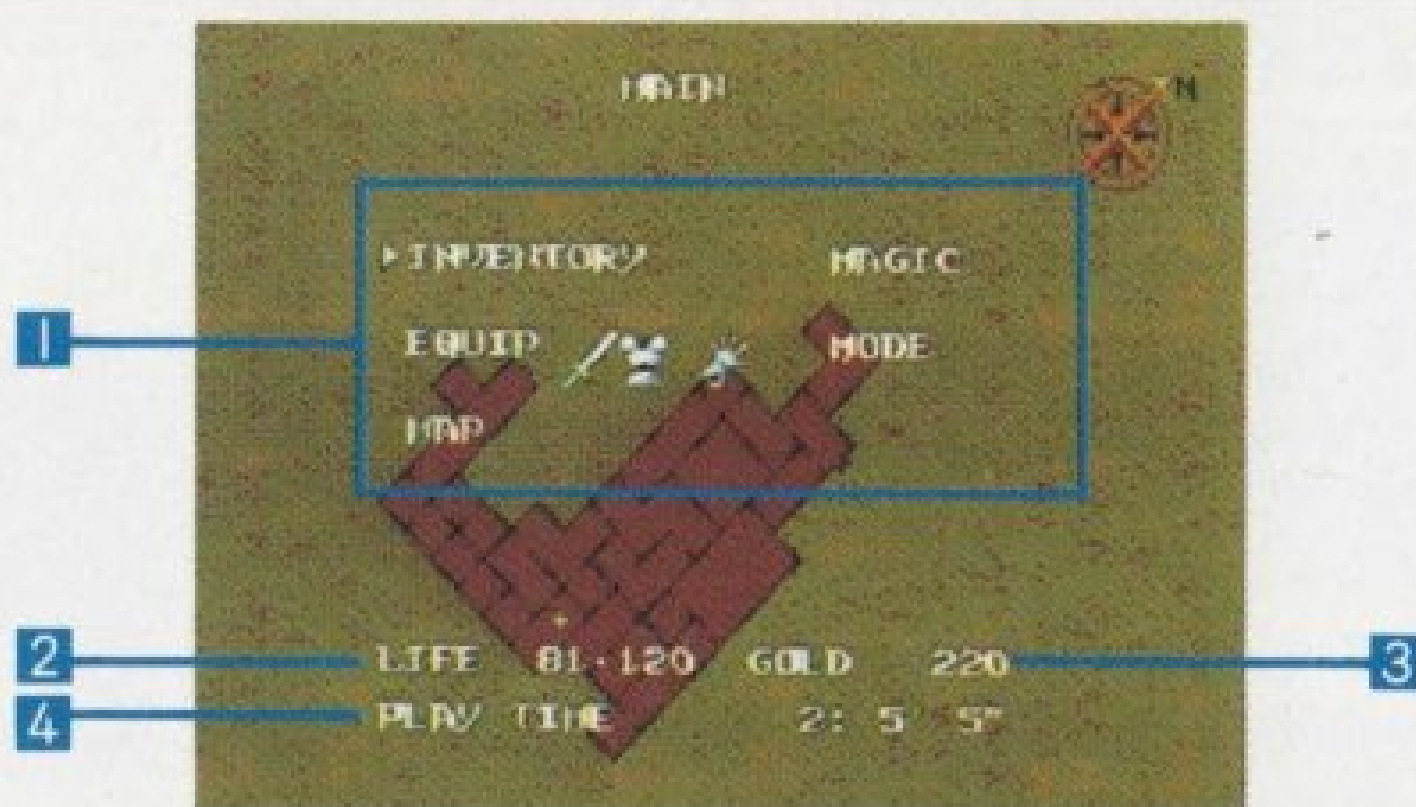 MAIN
N
INVENTORY MAGIC
1
EQUIP MODE
MAP
2 LIFE 81·120 GOLD 220 3
4 PLAY TIME 2: 5 5"